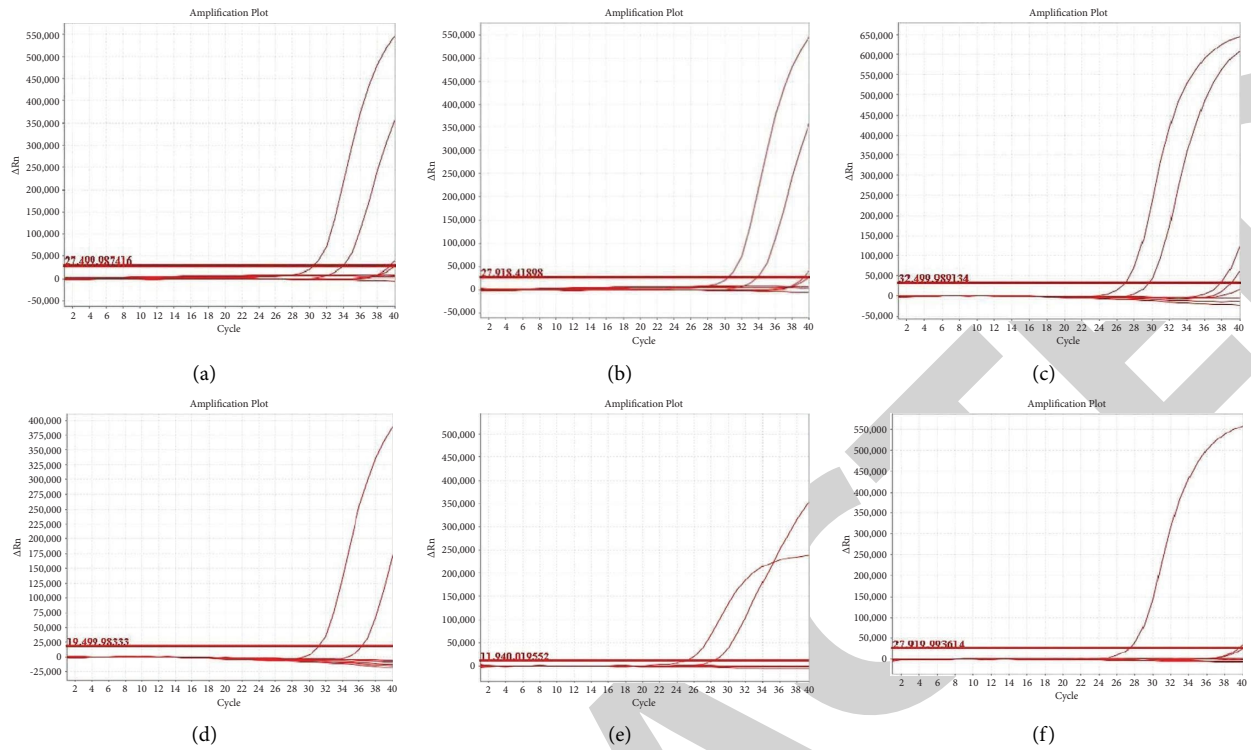 Amplification Plot
550,000
500,000
450,000
400,000
350,000
300,000
250,000
200,000
150,000
100,000
50,000
27.499.987416
0
-50,000
ΔRn
2 4 6 8 10 12 14 16 18 20 22 24 26 28 30 32 34 36 38 40
Cycle
(a)
Amplification Plot
550,000
500,000
450,000
400,000
350,000
300,000
250,000
200,000
150,000
100,000
50,000
27.918.41898
0
-50,000
ΔRn
2 4 6 8 10 12 14 16 18 20 22 24 26 28 30 32 34 36 38 40
Cycle
(b)
Amplification Plot
650,000
600,000
550,000
500,000
450,000
400,000
350,000
300,000
250,000
200,000
150,000
100,000
50,000
32.499.989134
0
-50,000
ΔRn
2 4 6 8 10 12 14 16 18 20 22 24 26 28 30 32 34 36 38 40
Cycle
(c)
Amplification Plot
400,000
375,000
350,000
325,000
300,000
275,000
250,000
225,000
200,000
175,000
150,000
125,000
100,000
75,000
50,000
25,000
19.499.98333
0
-25,000
ΔRn
2 4 6 8 10 12 14 16 18 20 22 24 26 28 30 32 34 36 38 40
Cycle
(d)
Amplification Plot
500,000
450,000
400,000
350,000
300,000
250,000
200,000
150,000
100,000
50,000
11.940.019552
0
ΔRn
2 4 6 8 10 12 14 16 18 20 22 24 26 28 30 32 34 36 38 40
Cycle
(e)
Amplification Plot
550,000
500,000
450,000
400,000
350,000
300,000
250,000
200,000
150,000
100,000
50,000
27.919.993614
0
ΔRn
2 4 6 8 10 12 14 16 18 20 22 24 26 28 30 32 34 36 38 40
Cycle
(f)